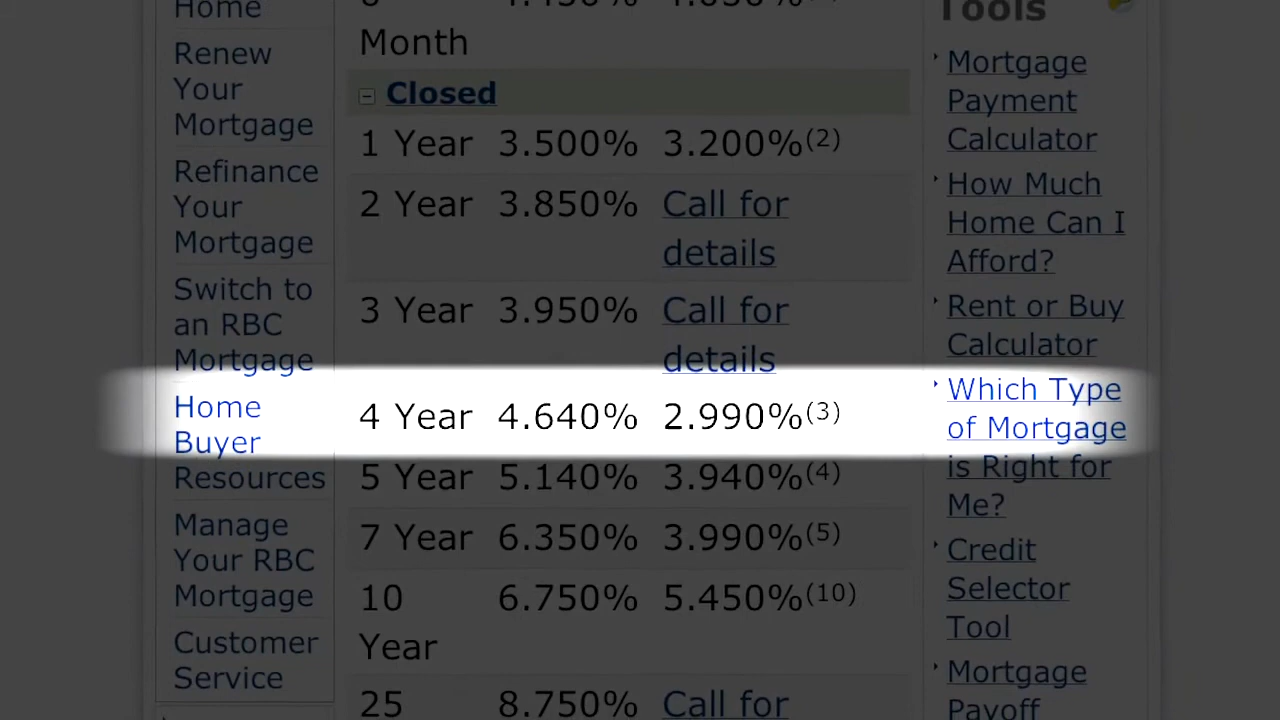 Home
Renew
Your
Mortgage
Refinance
Your
Mortgage
Switch to
an RBC
Mortgage
Home
Buyer
Resources
Manage
Your RBC
Mortgage
Customer
Service
Month
Closed
1 Year 3.500% 3.200%(2)
2 Year 3.850% Call for
details
3 Year 3.950% Call for
details
4 Year 4.640% 2.990%(3)
5 Year 5.140% 3.940%(4)
7 Year 6.350% 3.990%(5)
10 6.750% 5.450%(10)
Year
25 8.750% Call for
Tools
Mortgage
Payment
Calculator
How Much
Home Can I
Afford?
Rent or Buy
Calculator
Which Type
of Mortgage
is Right for
Me?
Credit
Selector
Tool
Mortgage
Payoff